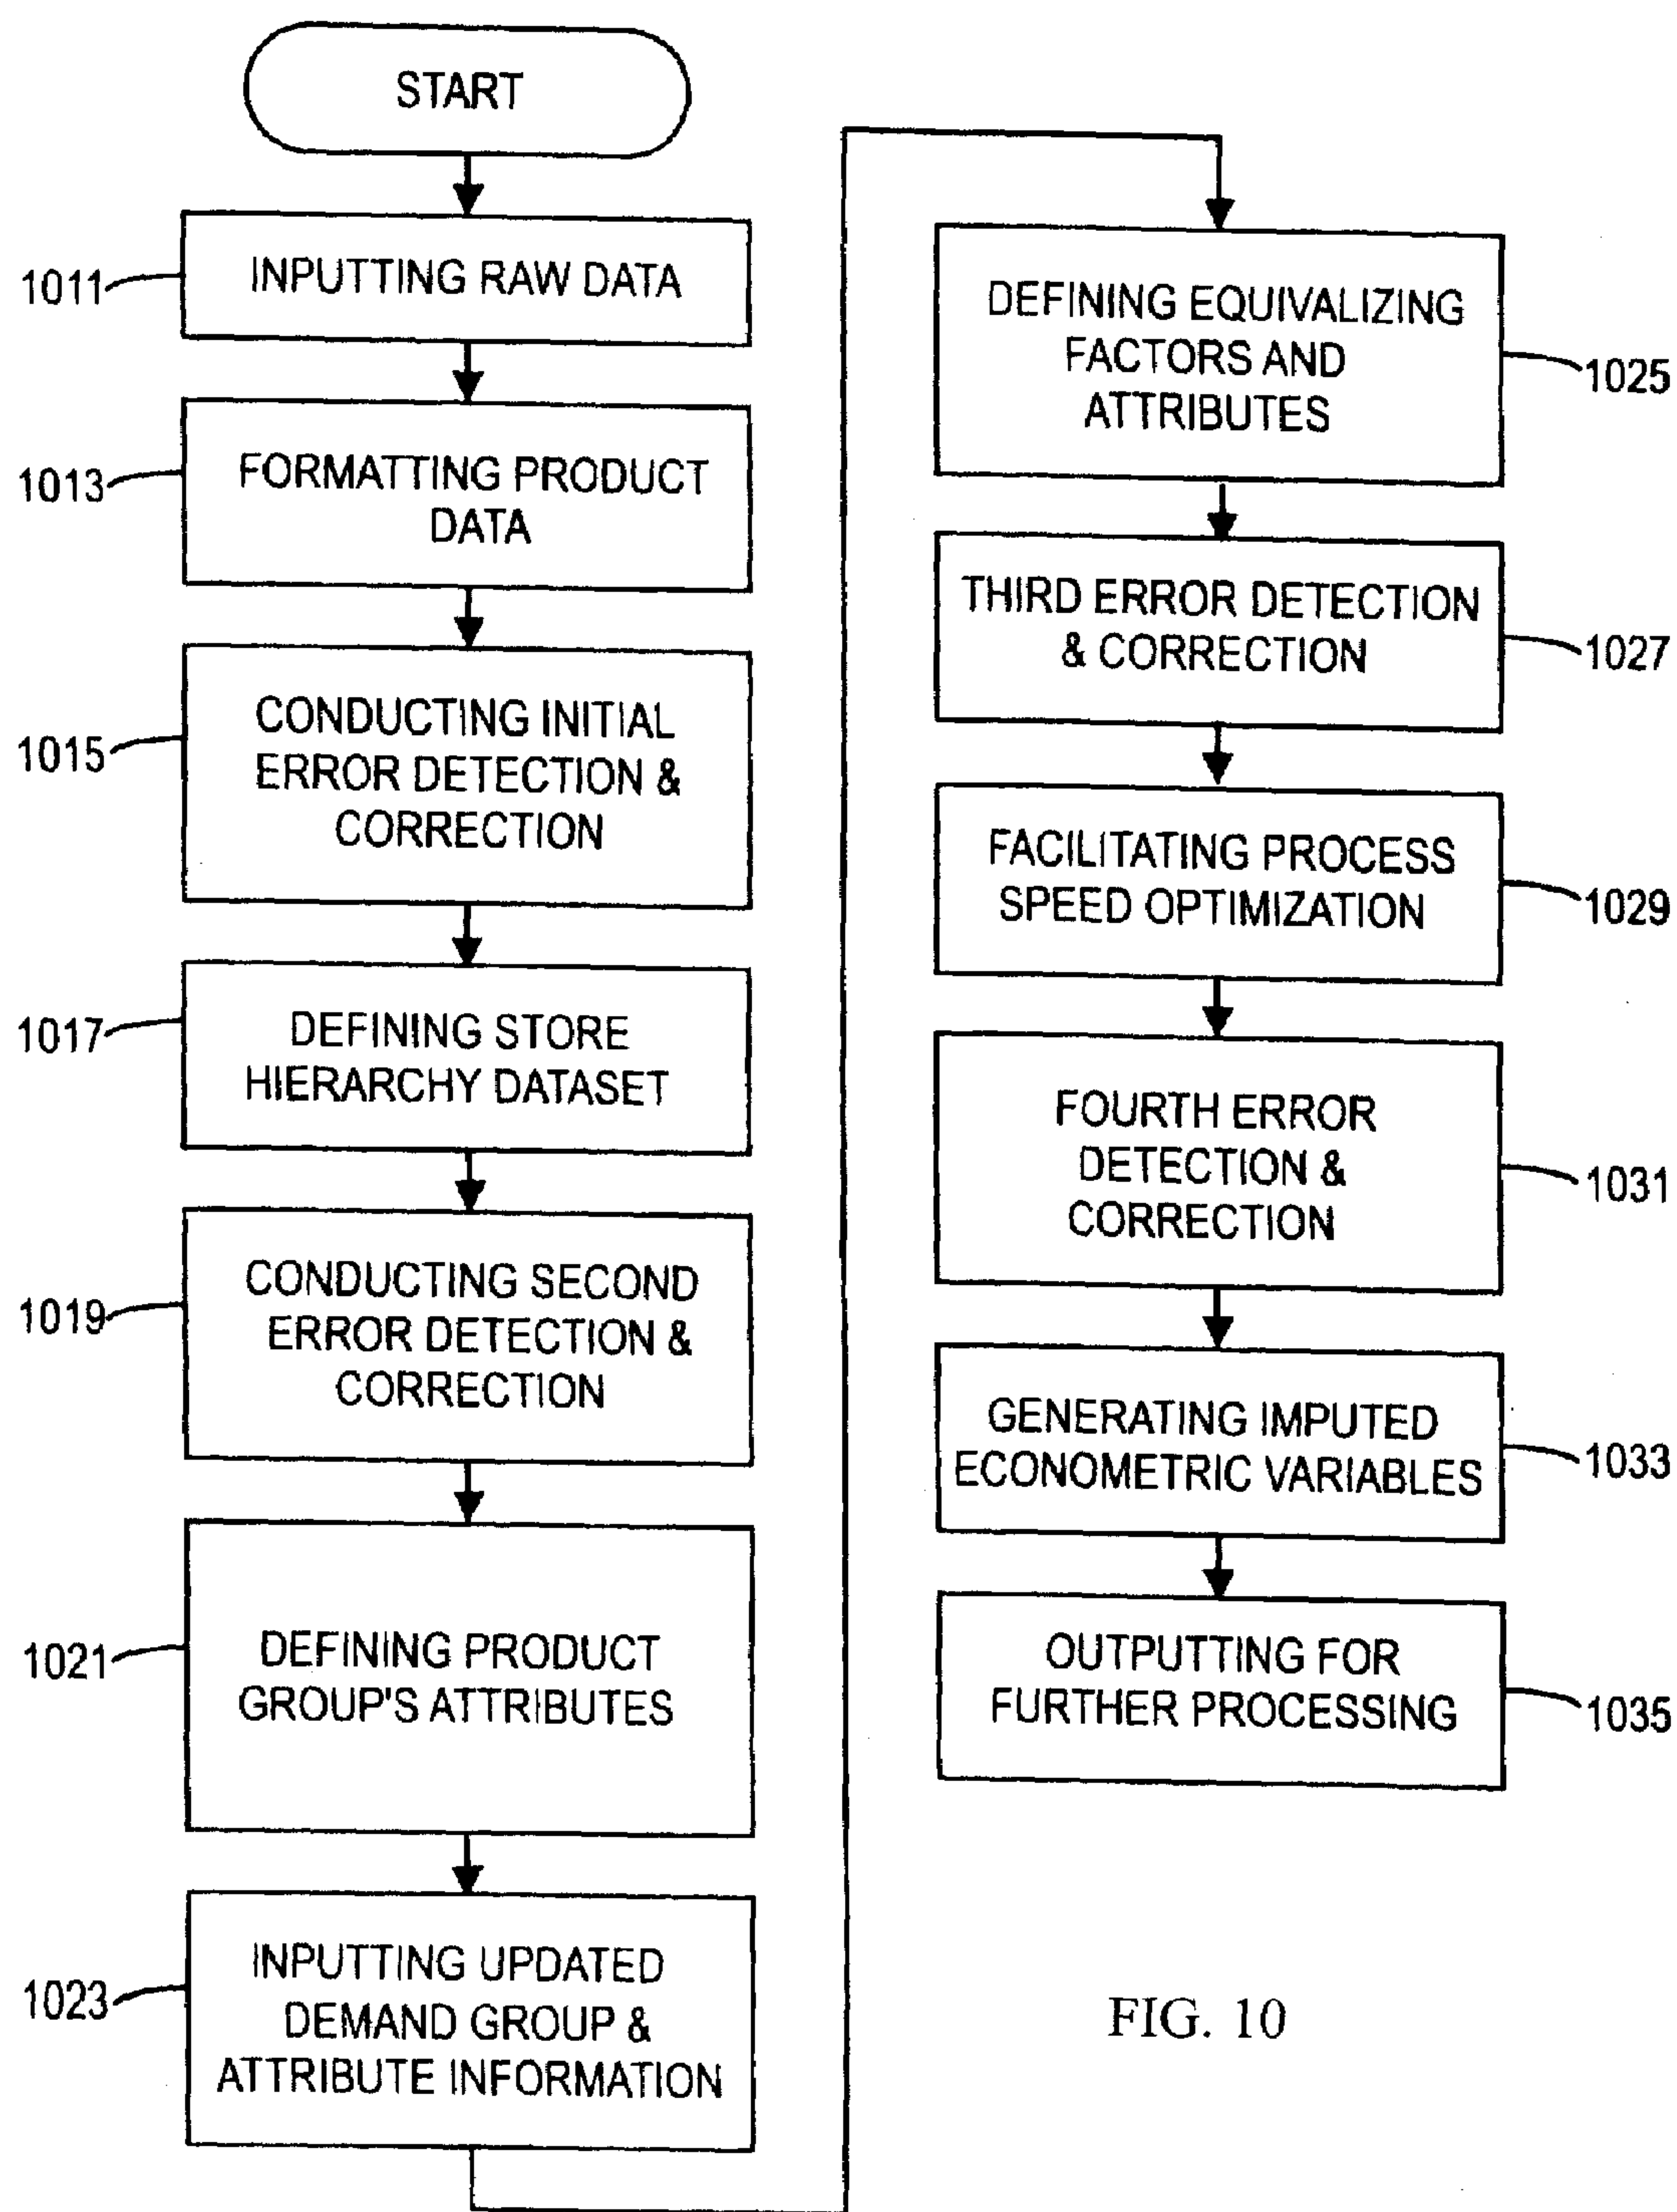 START
1011
INPUTTING RAW DATA
1013
FORMATTING PRODUCT
DATA
1015
CONDUCTING INITIAL
ERROR DETECTION &
CORRECTION
1017
DEFINING STORE
HIERARCHY DATASET
1019
CONDUCTING SECOND
ERROR DETECTION &
CORRECTION
1021
DEFINING PRODUCT
GROUP'S ATTRIBUTES
1023
INPUTTING UPDATED
DEMAND GROUP &
ATTRIBUTE INFORMATION
DEFINING EQUIVALIZING
FACTORS AND
ATTRIBUTES
1025
THIRD ERROR DETECTION
& CORRECTION
1027
FACILITATING PROCESS
SPEED OPTIMIZATION
1029
FOURTH ERROR
DETECTION &
CORRECTION
1031
GENERATING IMPUTED
ECONOMETRIC VARIABLES
1033
OUTPUTTING FOR
FURTHER PROCESSING
1035
FIG. 10